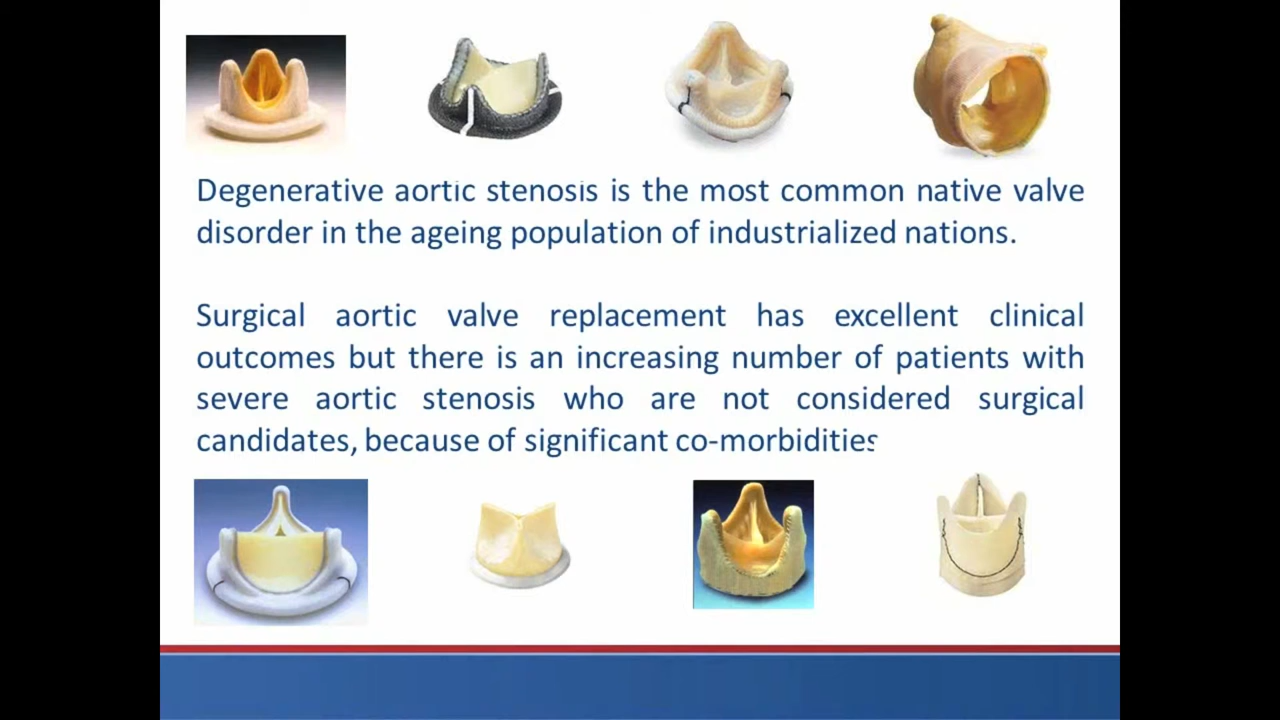 Degenerative aortic stenosis is the most common native valve
disorder in the ageing population of industrialized nations.
Surgical aortic valve replacement has excellent clinical
outcomes but there is an increasing number of patients with
severe aortic stenosis who are not considered surgical
candidates, because of significant co-morbidities